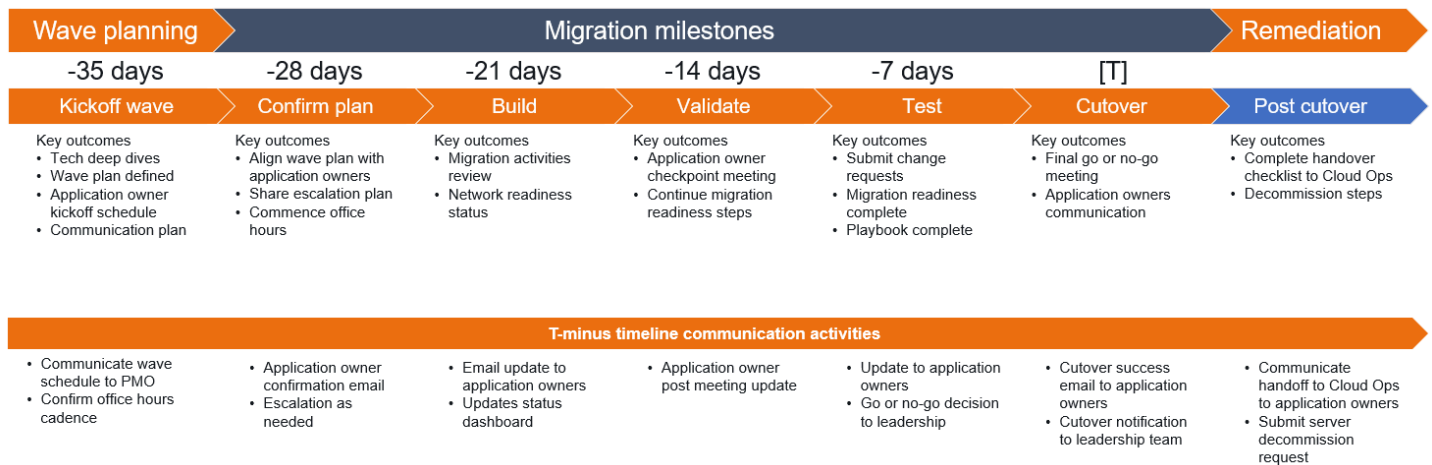 Wave planning
Migration milestones
Remediation
-35 days
-28 days
-21 days
-14 days
-7 days
[T]
Kickoff wave
Confirm plan
Build
Validate
Test
Cutover
Post cutover
Key outcomes
• Tech deep dives
• Wave plan defined
• Application owner
kickoff schedule
• Communication plan
Key outcomes
• Align wave plan with
application owners
• Share escalation plan
• Commence office
hours
Key outcomes
• Migration activities
review
• Network readiness
status
Key outcomes
• Application owner
checkpoint meeting
• Continue migration
readiness steps
Key outcomes
• Submit change
requests
• Migration readiness
complete
• Playbook complete
Key outcomes
• Final go or no-go
meeting
• Application owners
communication
Key outcomes
• Complete handover
checklist to Cloud Ops
• Decommission steps
T-minus timeline communication activities
• Communicate wave
schedule to PMO
• Confirm office hours
cadence
• Application owner
confirmation email
• Escalation as
needed
• Email update to
application owners
• Updates status
dashboard
• Application owner
post meeting update
• Update to application
owners
• Go or no-go decision
to leadership
• Cutover success
email to application
owners
• Cutover notification
to leadership team
• Communicate
handoff to Cloud Ops
to application owners
• Submit server
decommission
request